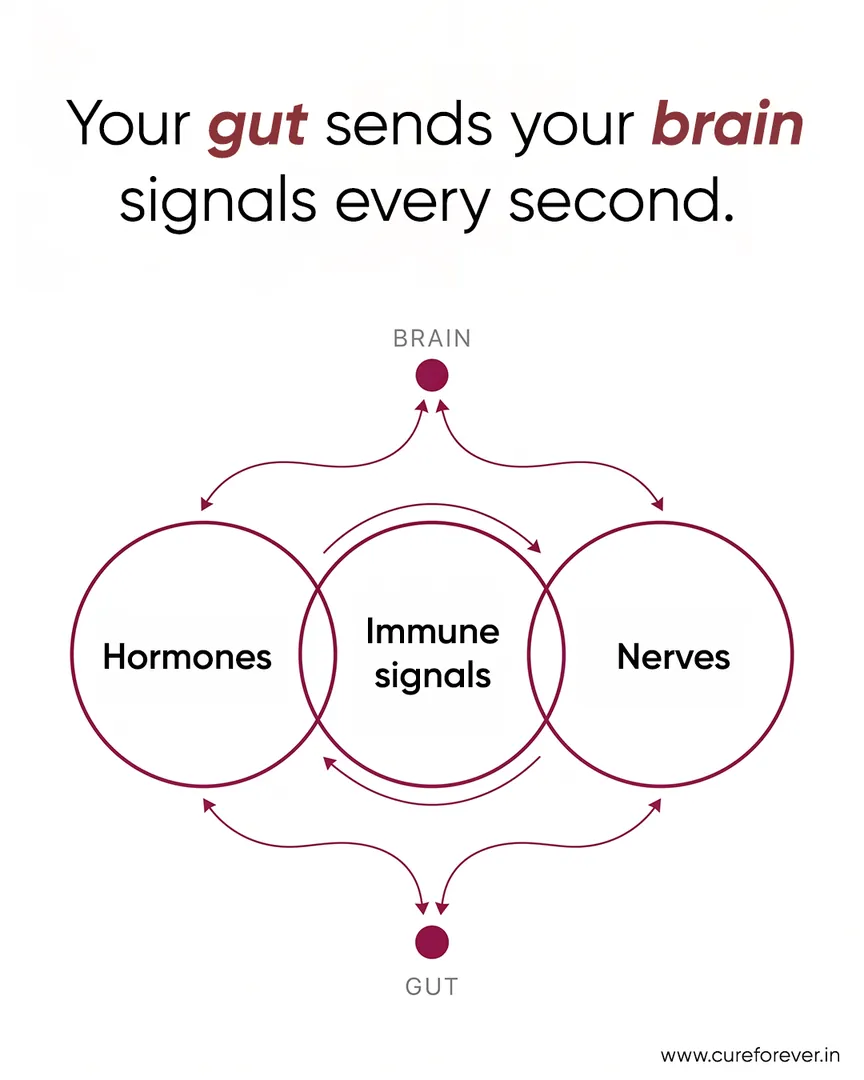 Your gut sends your brain
signals every second.
BRAIN
Hormones
Immune
signals
Nerves
GUT
www.cureforever.in